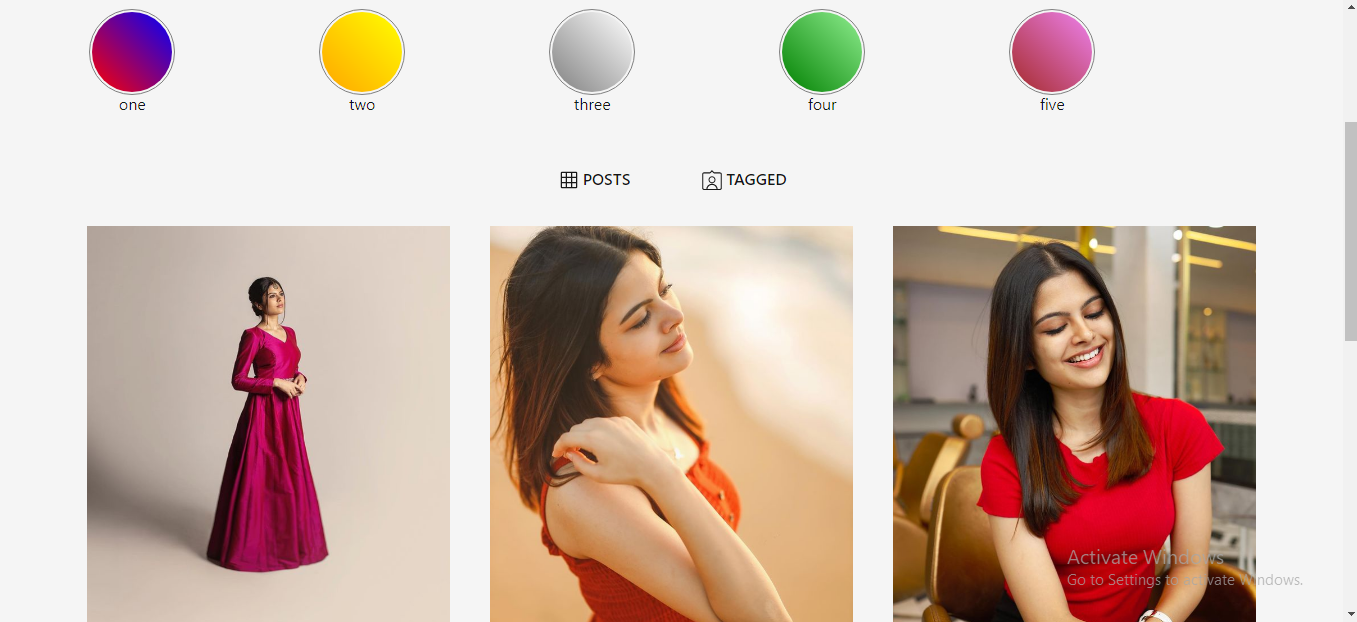 one two three four five
POSTS TAGGED
Activate Windows
Go to Settings to activate Windows.